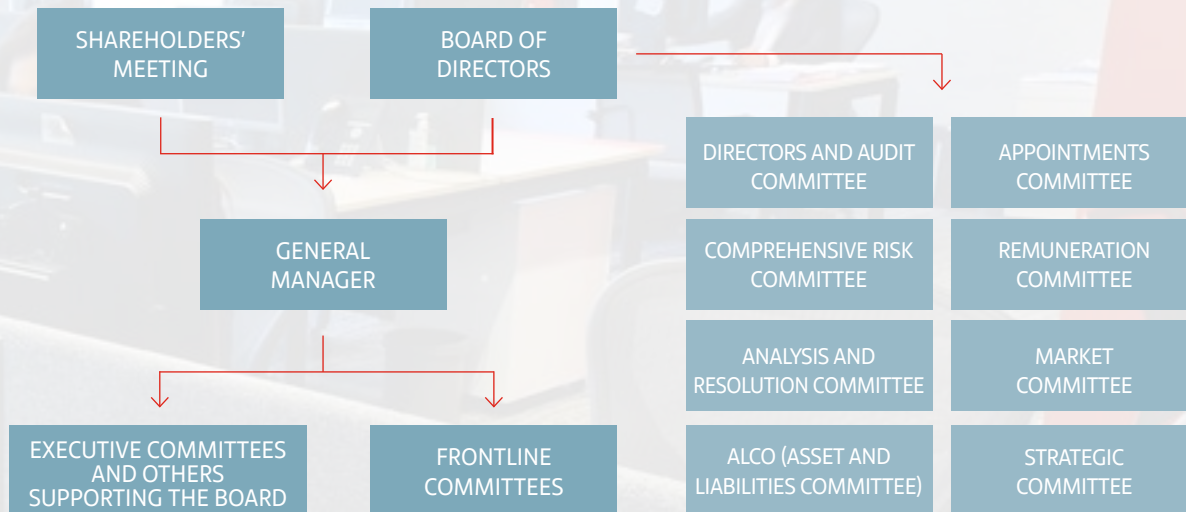 SHAREHOLDERS’
MEETING
BOARD OF
DIRECTORS
GENERAL
MANAGER
EXECUTIVE COMMITTEES
AND OTHERS
SUPPORTING THE BOARD
FRONTLINE
COMMITTEES
DIRECTORS AND AUDIT
COMMITTEE
APPOINTMENTS
COMMITTEE
COMPREHENSIVE RISK
COMMITTEE
REMUNERATION
COMMITTEE
ANALYSIS AND
RESOLUTION COMMITTEE
MARKET
COMMITTEE
ALCO (ASSET AND
LIABILITIES COMMITTEE)
STRATEGIC
COMMITTEE